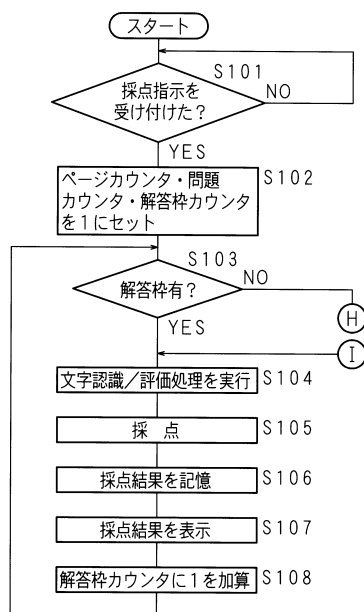 スタート
S101
採点指示を
受け付けた?
NO
YES
ページカウンタ・問題
カウンタ・解答枠カウンタ
を1にセット
S102
S103
解答枠有?
NO
H
YES
I
文字認識/評価処理を実行
S104
採 点
S105
採点結果を記憶
S106
採点結果を表示
S107
解答枠カウンタに1を加算
S108